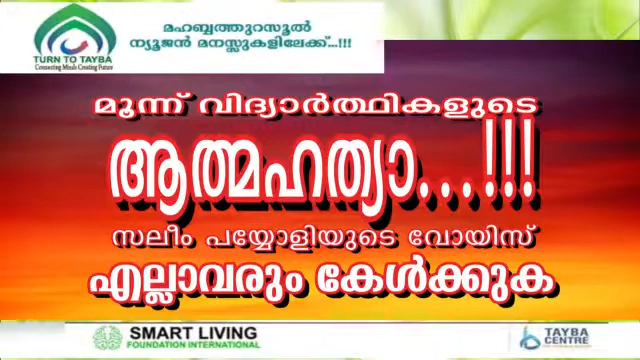 മഹബ്ബത്തുറസൂൽ
ന്യൂജൻ മനസ്സുകളിലേക്ക്...!!!
TURN TO TAYBA
Connecting Minds Creating Future
മൂന്ന് വിദ്യാർത്ഥികളുടെ
ആത്മഹത്യാ...!!!
സലീം പയ്യോളിയുടെ വോയിസ്
എല്ലാവരും കേൾക്കുക
SMART LIVING
FOUNDATION INTERNATIONAL
TAYBA
CENTRE